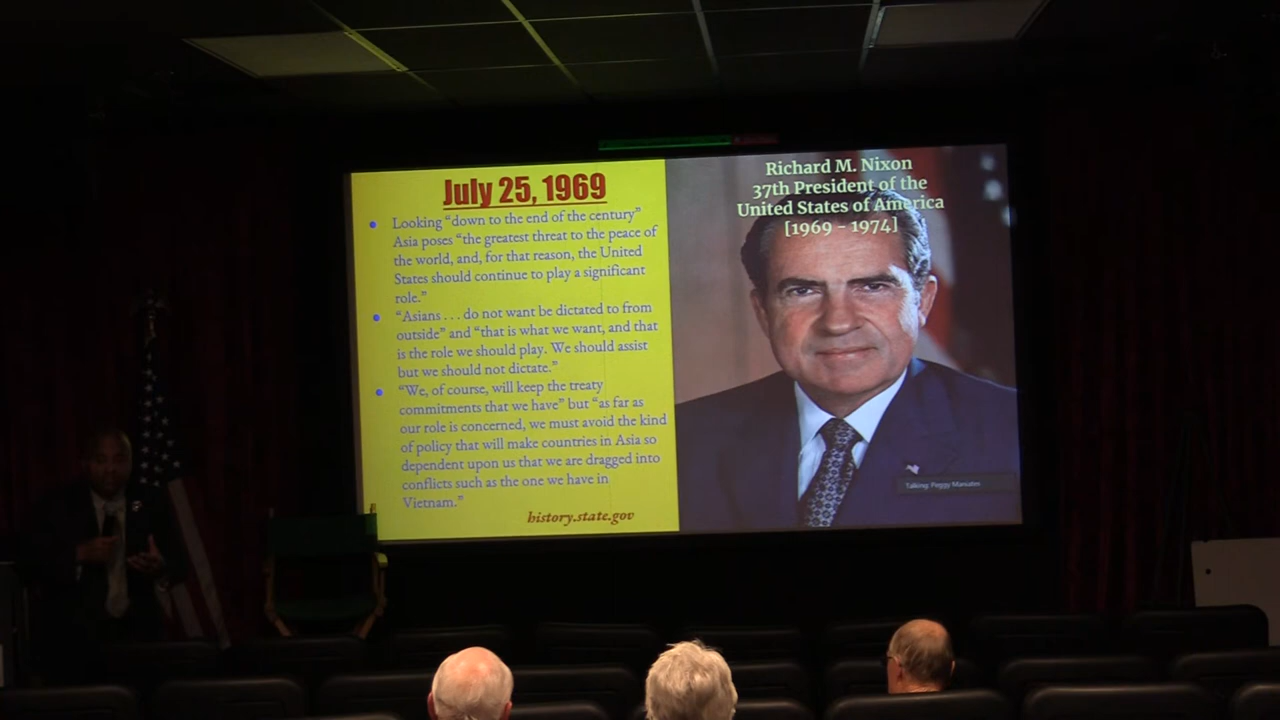 July 25, 1969
Looking “down to the end of the century”
Asia poses “the greatest threat to the peace of
the world, and, for that reason, the United
States should continue to play a significant
role.”
“Asians . . . do not want be dictated to from
outside” and “that is what we want, and that
is the role we should play. We should assist
but we should not dictate.”
“We, of course, will keep the treaty
commitments that we have” but “as far as
our role is concerned, we must avoid the kind
of policy that will make countries in Asia so
dependent upon us that we are dragged into
conflicts such as the one we have in
Vietnam.”
history.state.gov
Richard M. Nixon
37th President of the
United States of America
[1969 - 1974]
Talking: Peggy Maniates